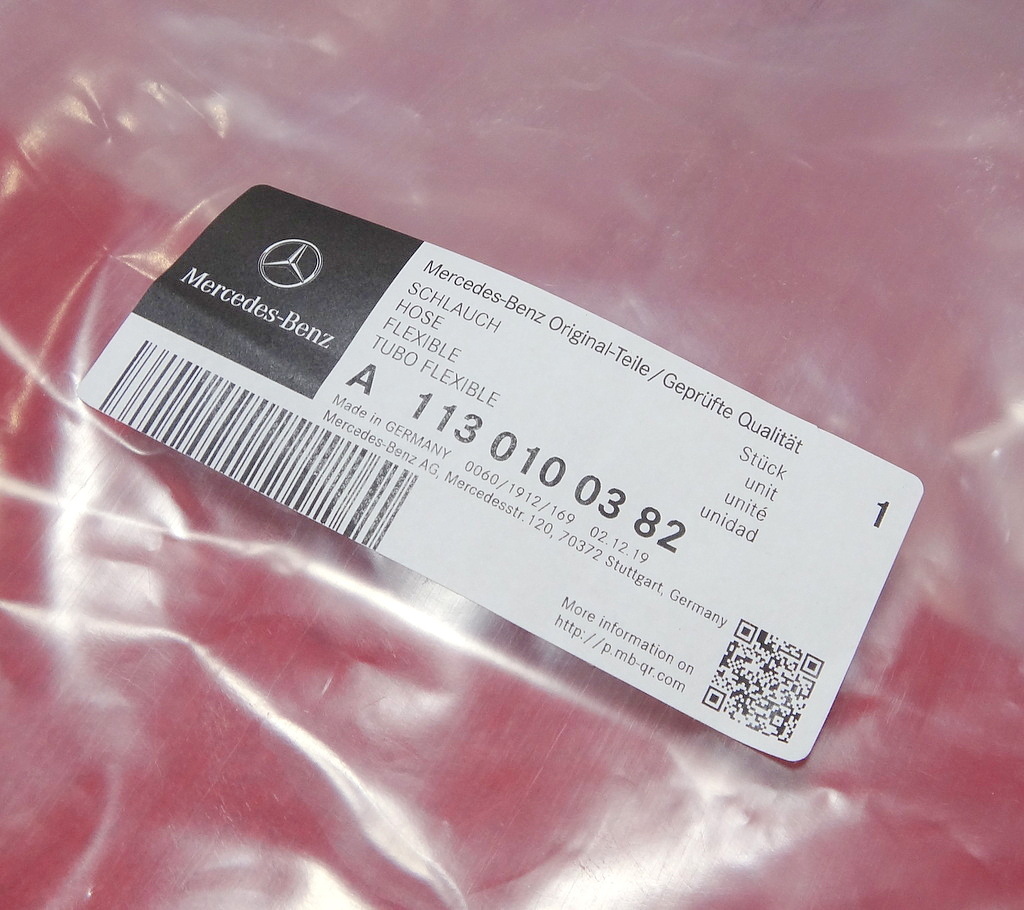 Mercedes-Benz
Mercedes-Benz Original-Teile/Geprüfte Qualität
SCHLAUCH
HOSE
FLEXIBLE
TUBO FLEXIBLE
Stück
unit
unité
unidad
1
A 113 010 03 82
Made in GERMANY 0060/1912/169 02.12.19
Mercedes-Benz AG, Mercedesstr.120, 70372 Stuttgart, Germany
More information on
http://p.mb-qr.com